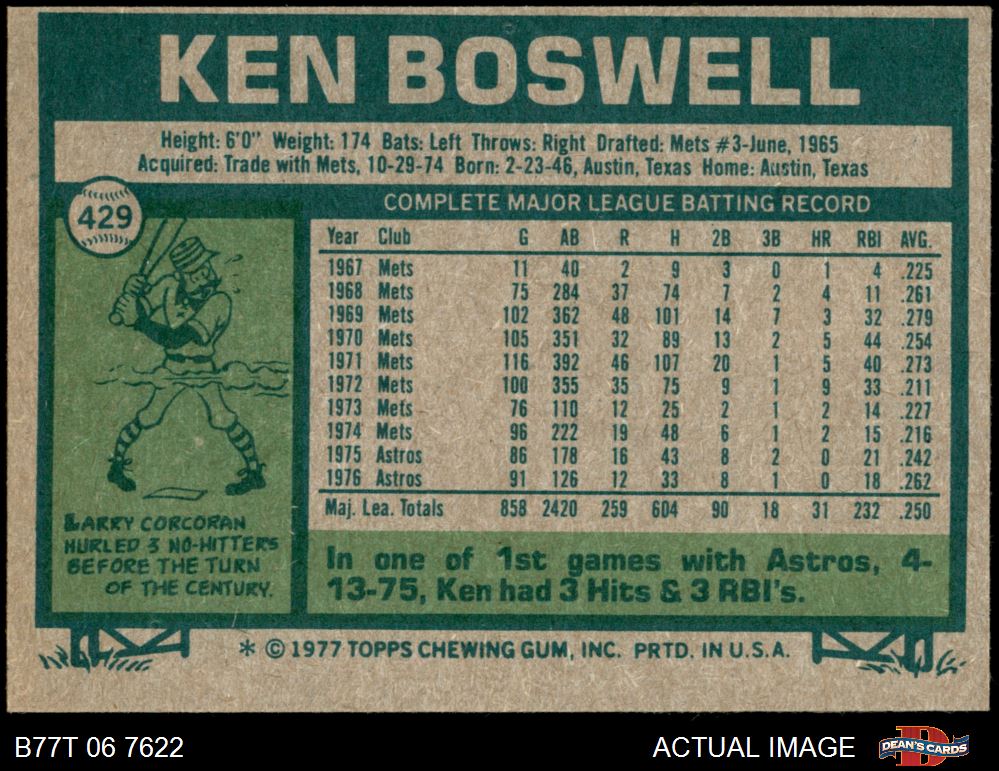 KEN BOSWELL
Height: 6'0" Weight: 174 Bats: Left Throws: Right Drafted: Mets #3-June, 1965
Acquired: Trade with Mets, 10-29-74 Born: 2-23-46, Austin, Texas Home: Austin, Texas
429
COMPLETE MAJOR LEAGUE BATTING RECORD
Year Club G AB R H 2B 3B HR RBI AVG.
1967 Mets 11 40 2 9 3 0 1 4 .225
1968 Mets 75 284 37 74 7 2 4 11 .261
1969 Mets 102 362 48 101 14 7 3 32 .279
1970 Mets 105 351 32 89 13 2 5 44 .254
1971 Mets 116 392 46 107 20 1 5 40 .273
1972 Mets 100 355 35 75 9 1 9 33 .211
1973 Mets 76 110 12 25 2 1 2 14 .227
1974 Mets 96 222 19 48 6 1 2 15 .216
1975 Astros 86 178 16 43 8 2 0 21 .242
1976 Astros 91 126 12 33 8 1 0 18 .262
Maj. Lea. Totals 858 2420 259 604 90 18 31 232 .250
LARRY CORCORAN
HURLED 3 NO-HITTERS
BEFORE THE TURN
OF THE CENTURY.
In one of 1st games with Astros, 4-
13-75, Ken had 3 Hits & 3 RBI's.
* © 1977 TOPPS CHEWING GUM, INC. PRTD. IN U.S.A.
B77T 06 7622
ACTUAL IMAGE
DEAN'S CARDS